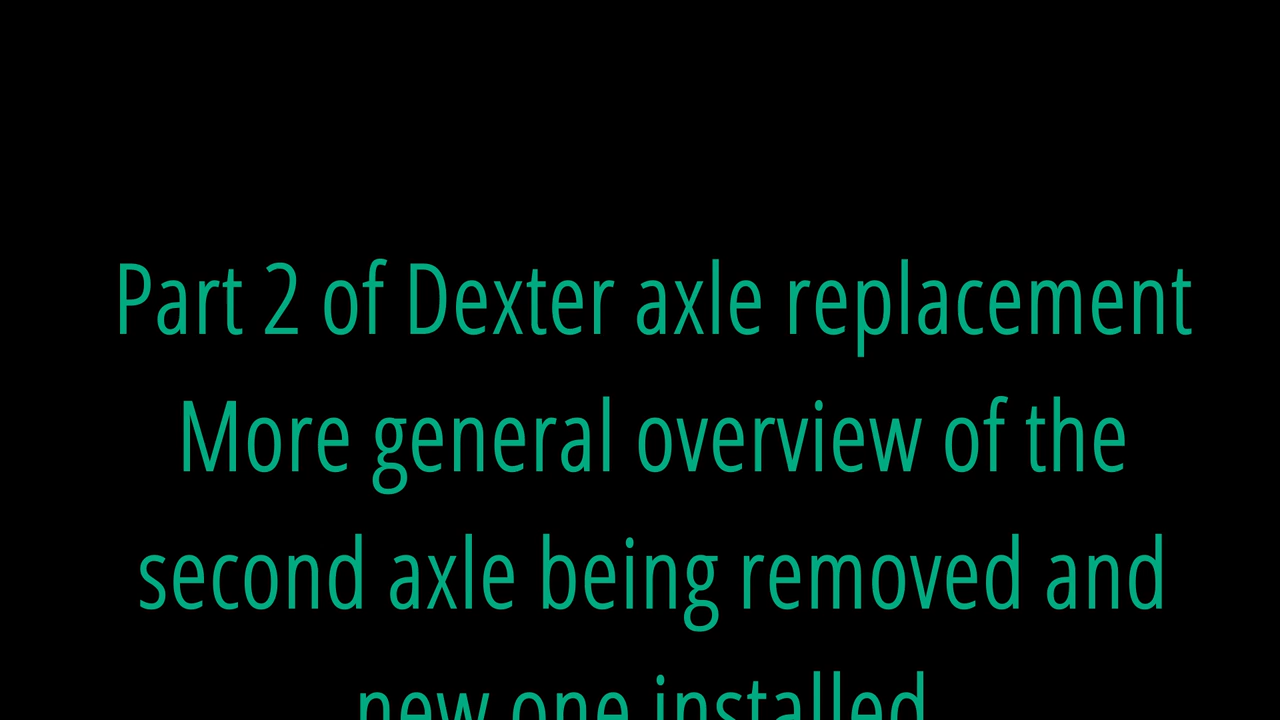 Part 2 of Dexter axle replacement
More general overview of the
second axle being removed and
new one installed